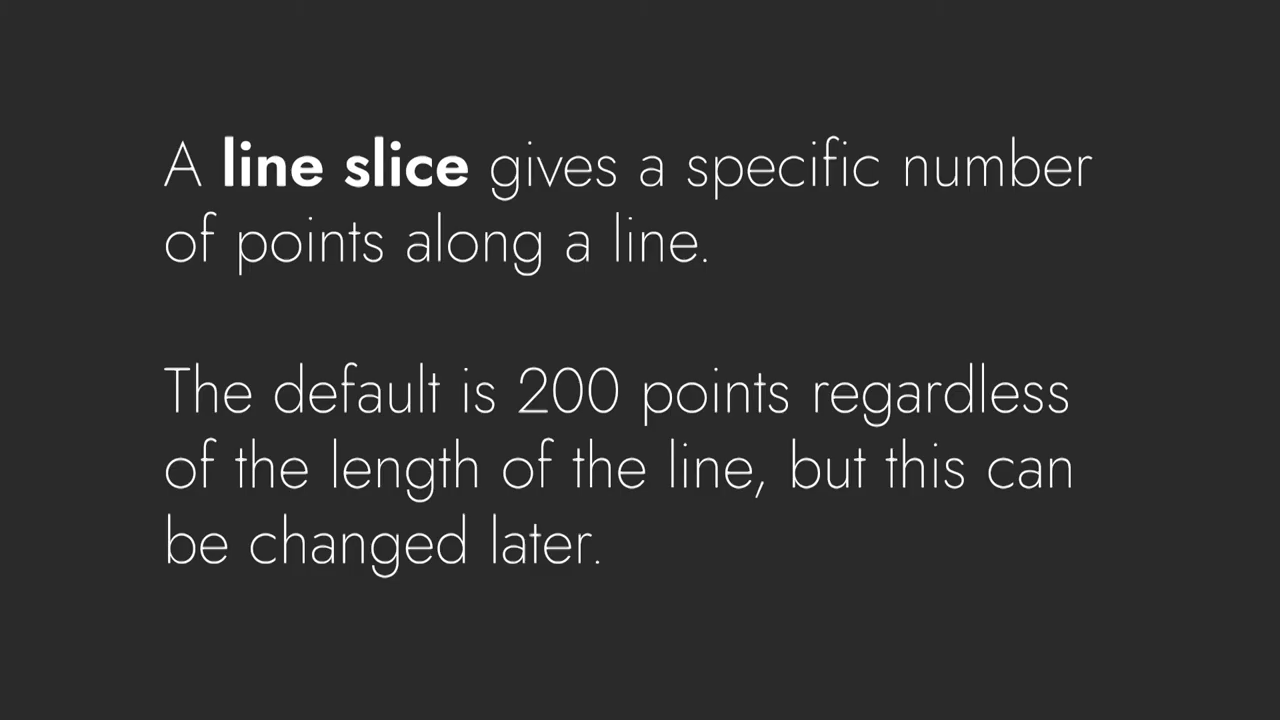 A line slice gives a specific number
of points along a line.
The default is 200 points regardless
of the length of the line, but this can
be changed later.